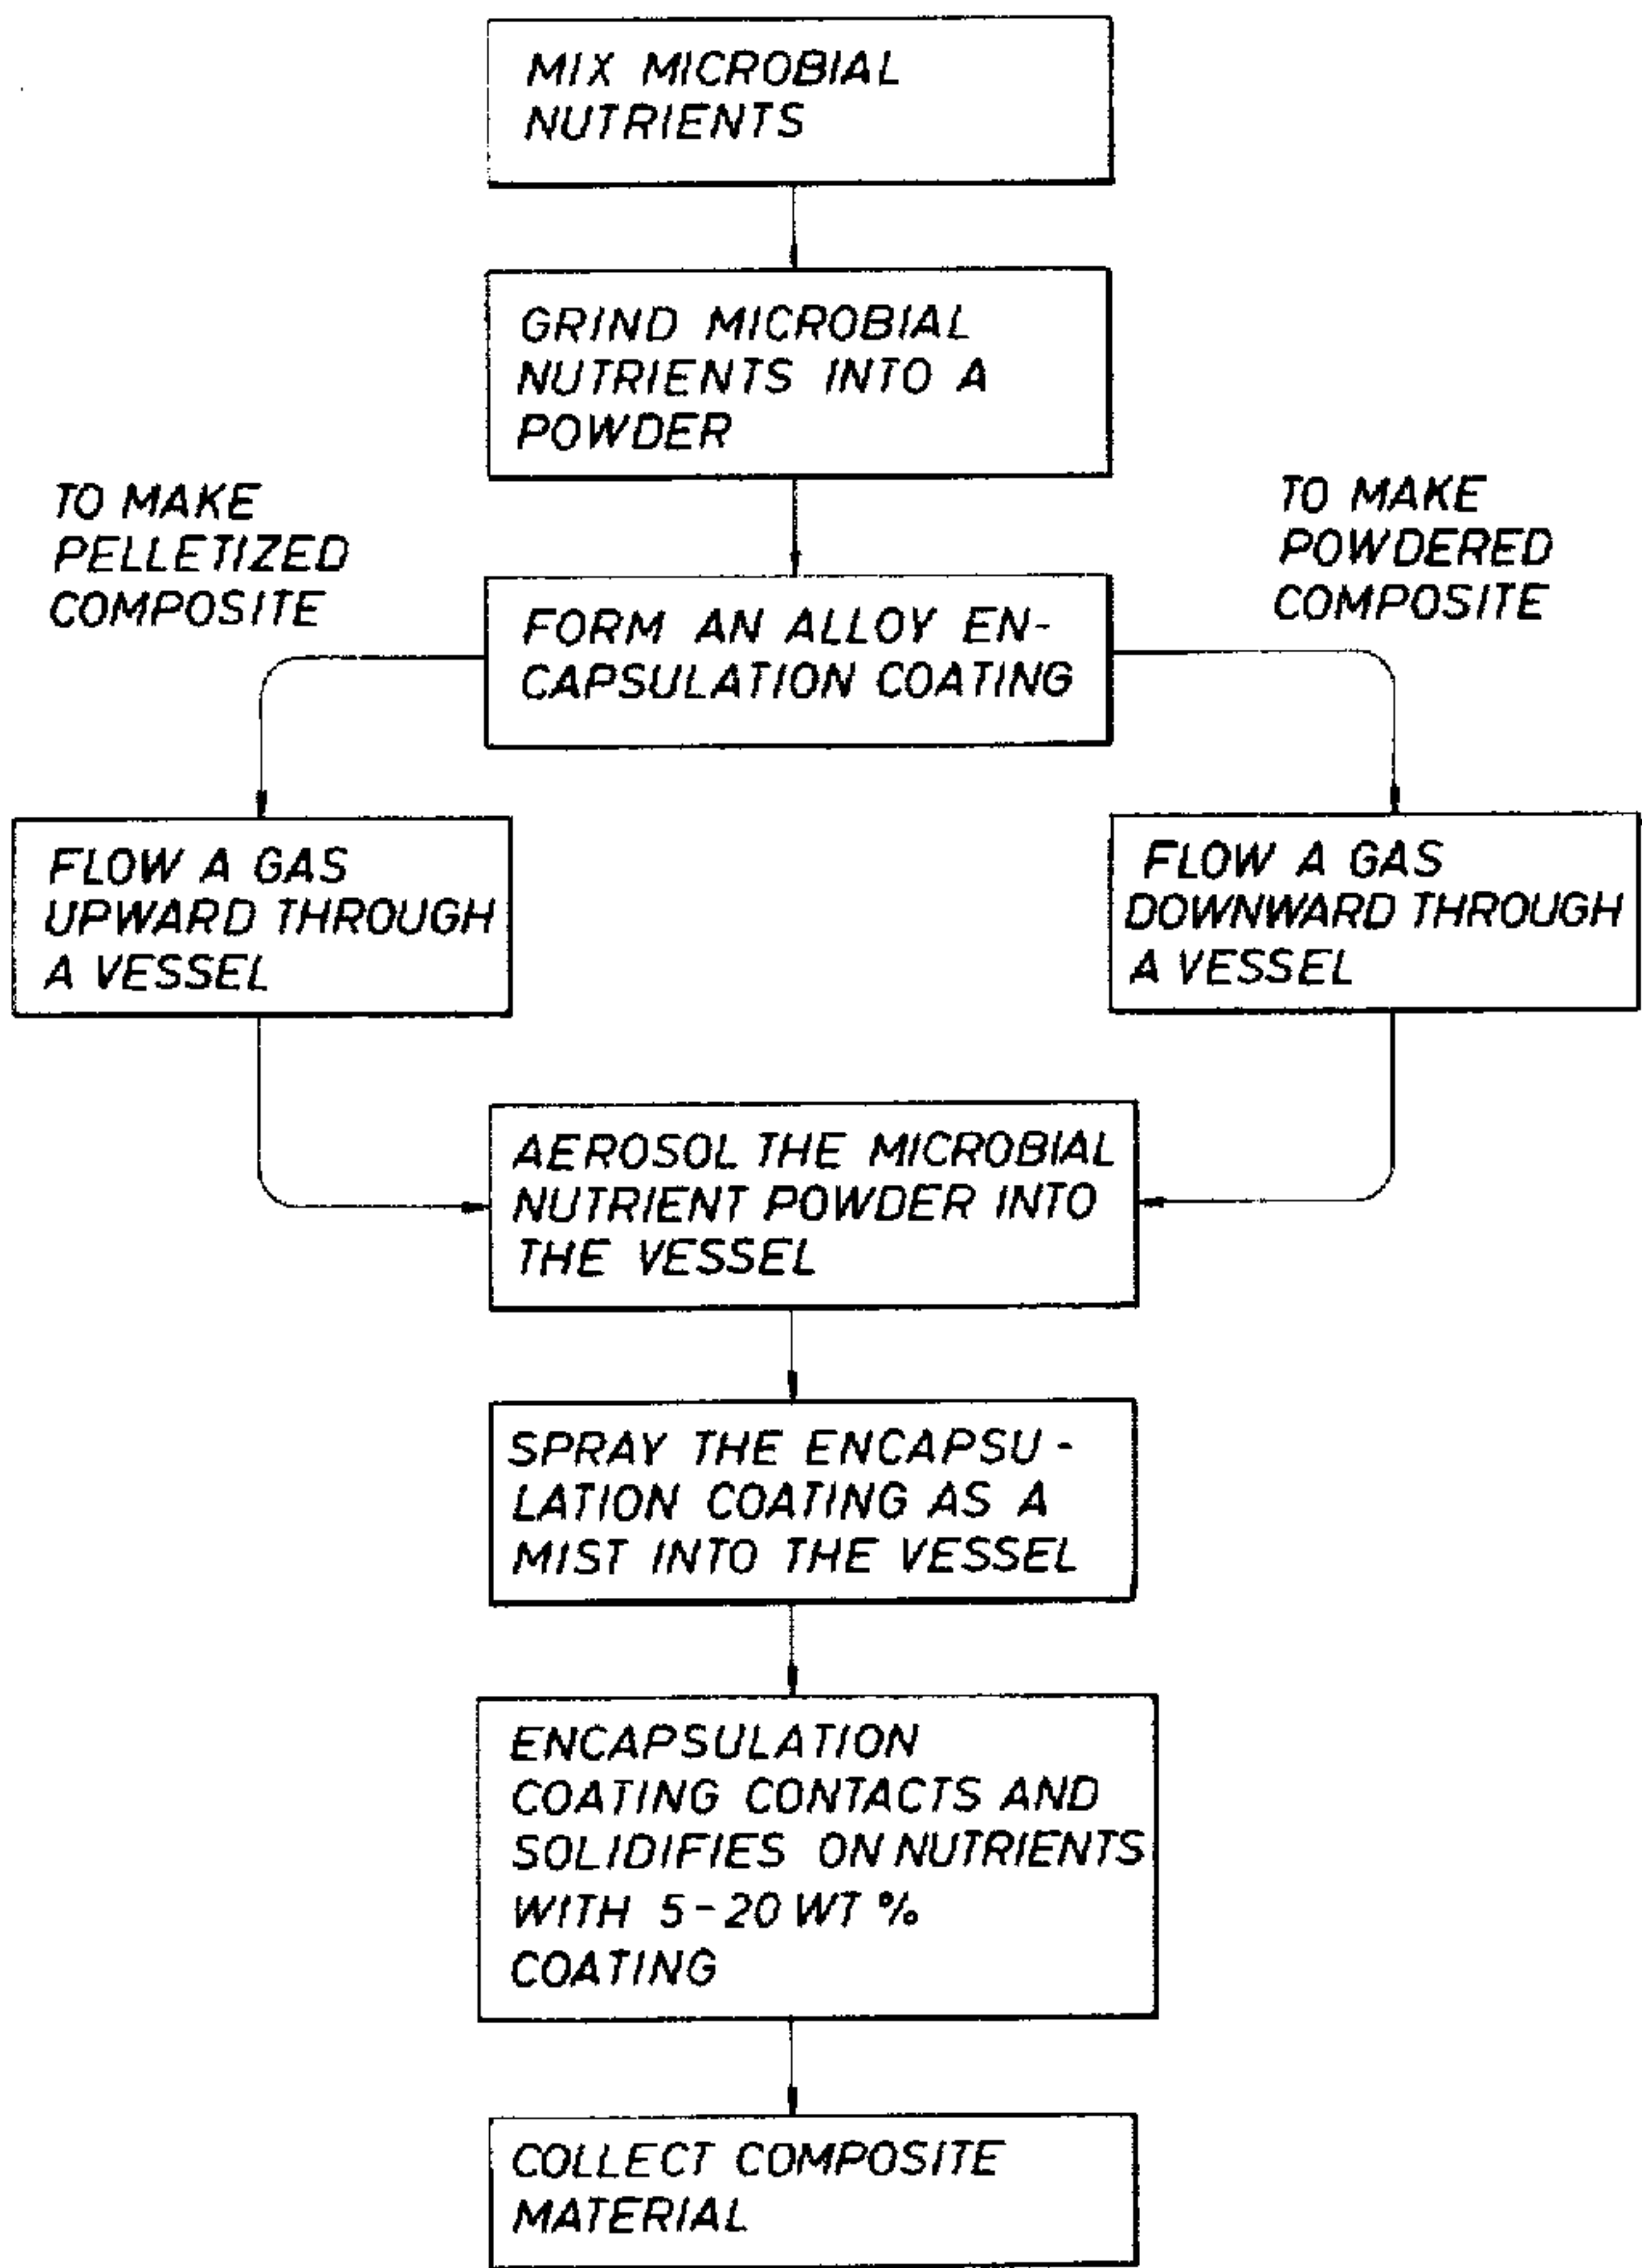 MIX MICROBIAL
NUTRIENTS
GRIND MICROBIAL
NUTRIENTS INTO A
POWDER
TO MAKE
PELLETIZED
COMPOSITE
TO MAKE
POWDERED
COMPOSITE
FORM AN ALLOY EN-
CAPSULATION COATING
FLOW A GAS
UPWARD THROUGH
A VESSEL
FLOW A GAS
DOWNWARD THROUGH
A VESSEL
AEROSOL THE MICROBIAL
NUTRIENT POWDER INTO
THE VESSEL
SPRAY THE ENCAPSU-
LATION COATING AS A
MIST INTO THE VESSEL
ENCAPSULATION
COATING CONTACTS AND
SOLIDIFIES ON NUTRIENTS
WITH 5-20 WT %
COATING
COLLECT COMPOSITE
MATERIAL